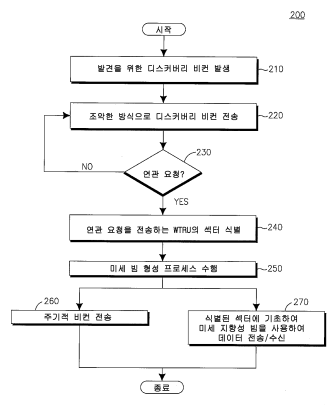 200
시작
발견을 위한 디스커버리 비컨 발생
210
조악한 방식으로 디스커버리 비컨 전송
220
230
연관 요청?
NO
YES
연관 요청을 전송하는 WTRU의 섹터 식별
240
미세 빔 형성 프로세스 수행
250
260
주기적 비컨 전송
270
식별된 섹터에 기초하여
미세 지향성 빔을 사용하여
데이터 전송/수신
종료